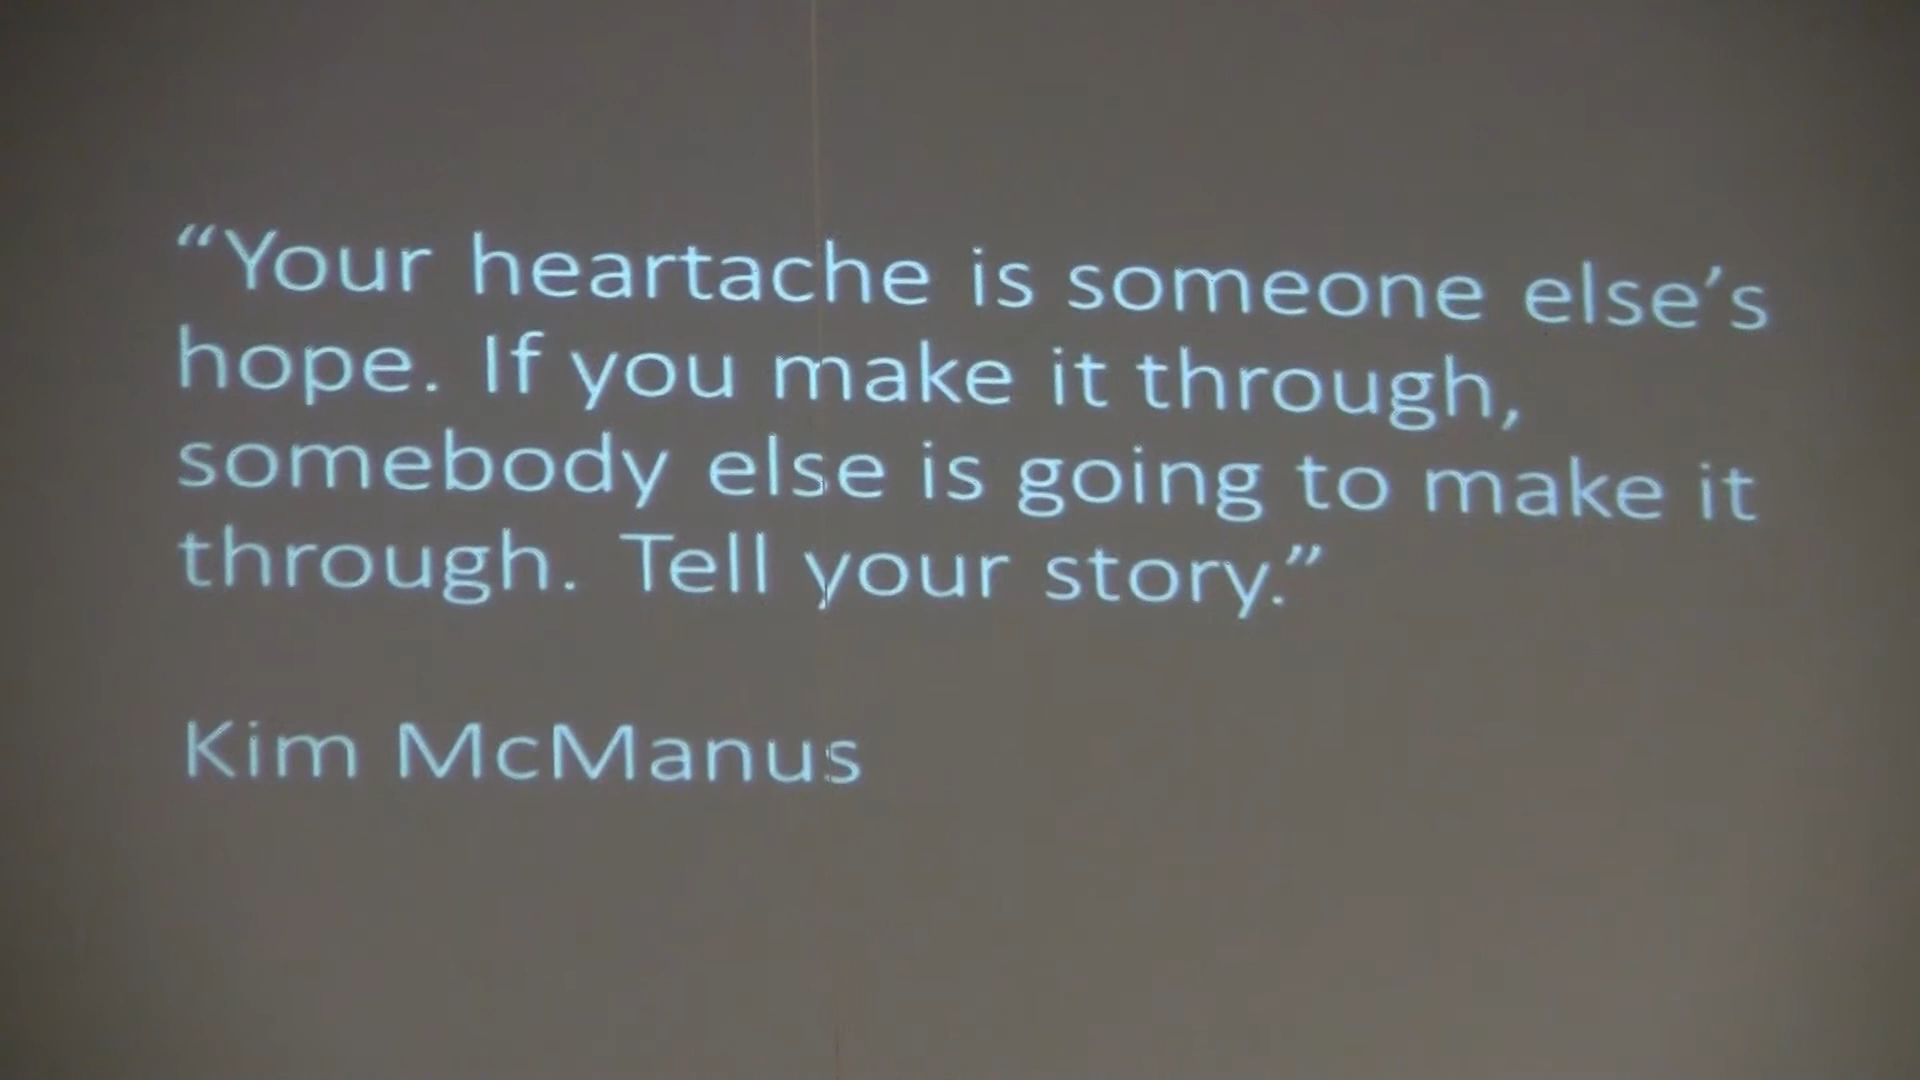 “Your heartache is someone else’s
hope. If you make it through,
somebody else is going to make it
through. Tell your story.”
Kim McManus